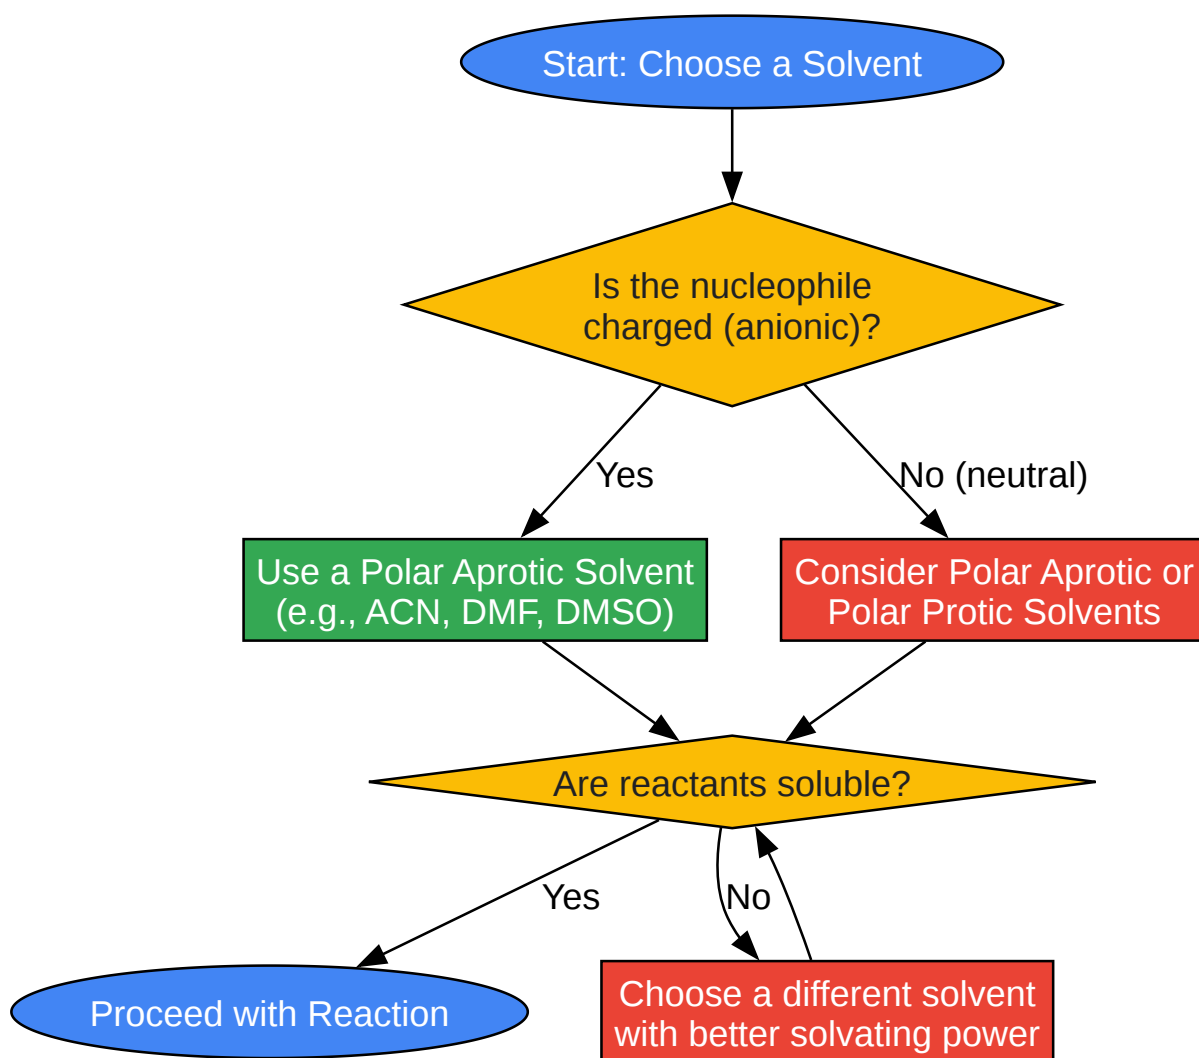 Start: Choose a Solvent
Is the nucleophile
charged (anionic)?
Yes
No (neutral)
Use a Polar Aprotic Solvent
(e.g., ACN, DMF, DMSO)
Consider Polar Aprotic or
Polar Protic Solvents
Are reactants soluble?
Yes
No
Proceed with Reaction
Choose a different solvent
with better solvating power